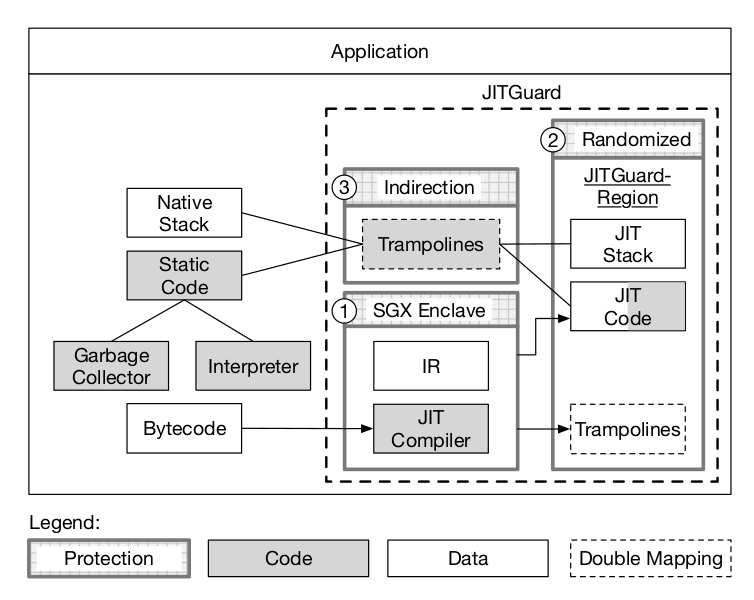 Application
JITGuard
② Randomized
JITGuard-
Region
③ Indirection
Native
Stack
Trampolines
JIT
Stack
Static
Code
JIT
Code
① SGX Enclave
Garbage
Collector
Interpreter
IR
Bytecode
JIT
Compiler
Trampolines
Legend:
Protection
Code
Data
Double Mapping